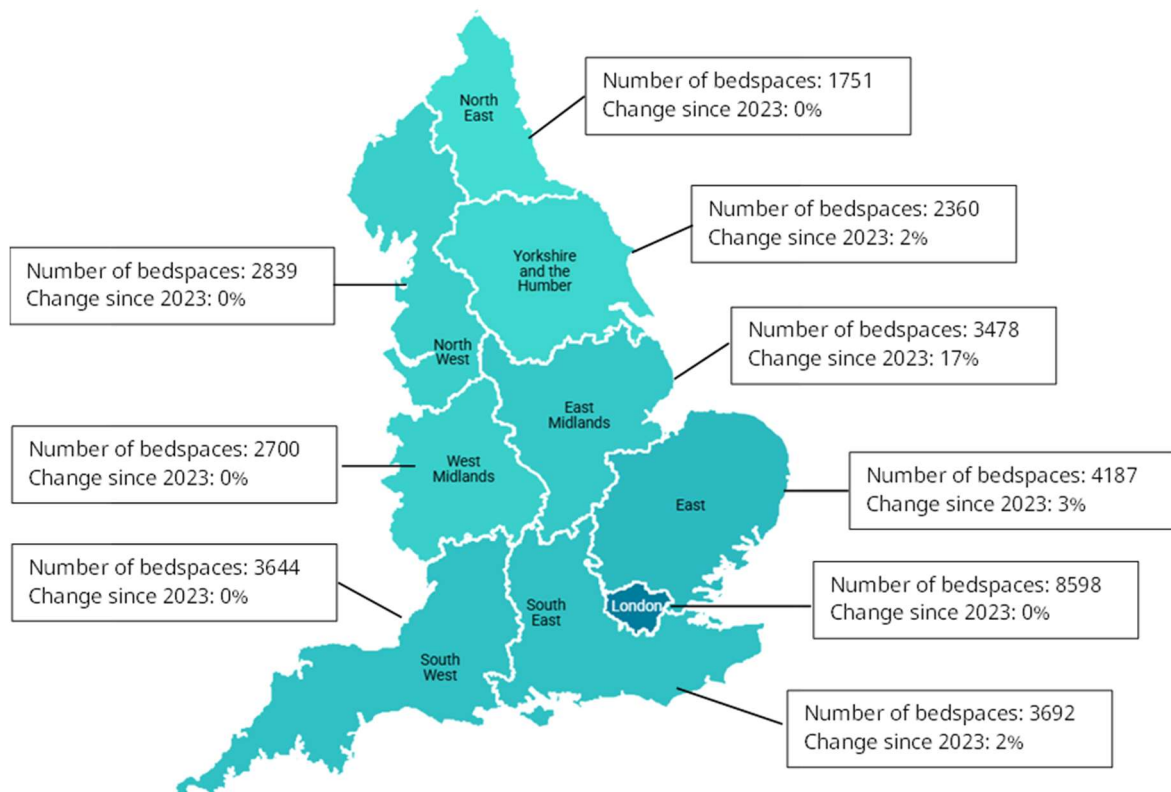 Number of bedspaces: 1751
Change since 2023: 0%
North
East
Number of bedspaces: 2360
Change since 2023: 2%
Yorkshire
and the
Humber
Number of bedspaces: 2839
Change since 2023: 0%
North
West
Number of bedspaces: 3478
Change since 2023: 17%
East
Midlands
Number of bedspaces: 2700
Change since 2023: 0%
West
Midlands
Number of bedspaces: 4187
Change since 2023: 3%
East
Number of bedspaces: 3644
Change since 2023: 0%
South
West
Number of bedspaces: 8598
Change since 2023: 0%
London
South
East
Number of bedspaces: 3692
Change since 2023: 2%